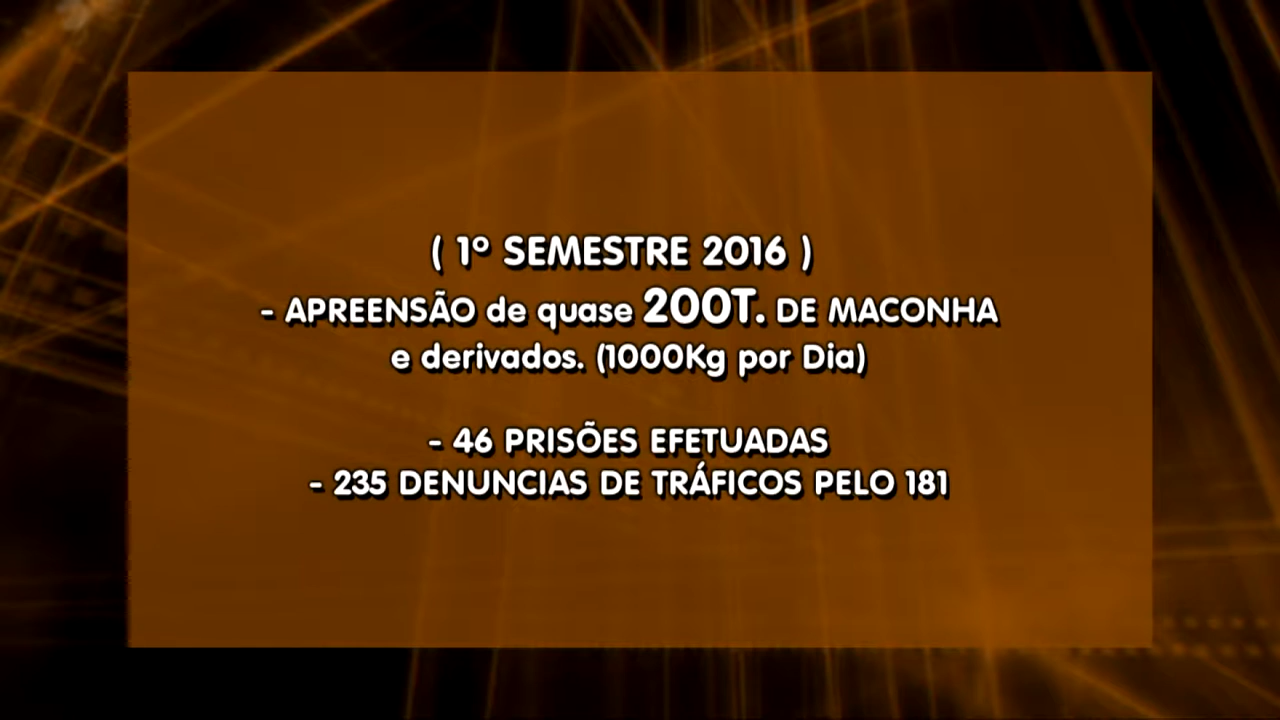 ( 1º SEMESTRE 2016 )
- APREENSÃO de quase 200T. DE MACONHA
e derivados. (1000Kg por Dia)
- 46 PRISÕES EFETUADAS
- 235 DENUNCIAS DE TRÁFICOS PELO 181